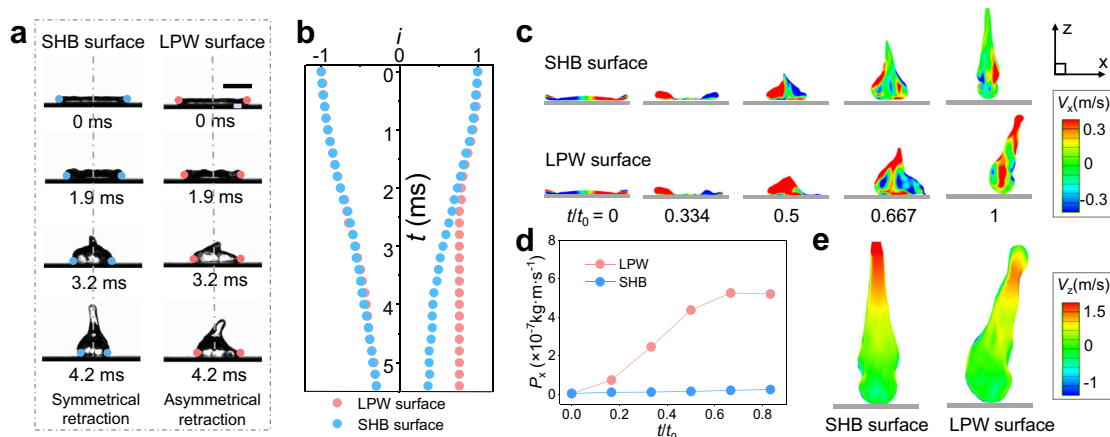 a
SHB surface LPW surface
0 ms 0 ms
1.9 ms 1.9 ms
3.2 ms 3.2 ms
4.2 ms 4.2 ms
Symmetrical retraction
Asymmetrical retraction
b
i
-1 0 1
t (ms)
0
1
2
3
4
5
LPW surface
SHB surface
c
SHB surface
LPW surface
t/t₀ = 0 0.334 0.5 0.667 1
z
x
Vₓ(m/s)
0.3
0
-0.3
d
Pₓ (×10⁻⁷kg·m·s⁻¹)
8
6
4
2
0
LPW
SHB
0.0 0.2 0.4 0.6 0.8 1.0
t/t₀
e
SHB surface LPW surface
V_z(m/s)
1.5
0
-1